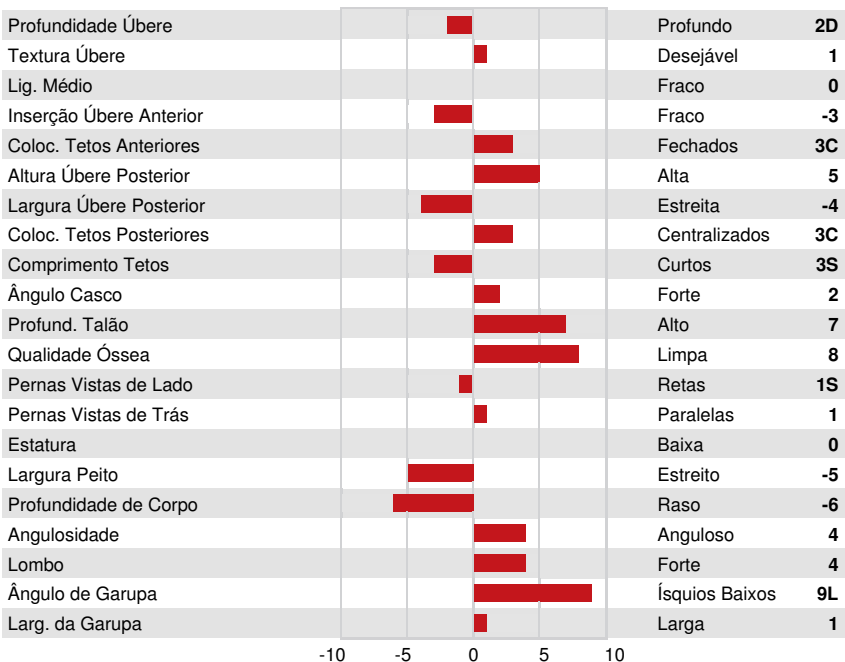 Profundidade Úbere Profundo 2D
Textura Úbere Desejável 1
Lig. Médio Fraco 0
Inserção Úbere Anterior Fraco -3
Coloc. Tetos Anteriores Fechados 3C
Altura Úbere Posterior Alta 5
Largura Úbere Posterior Estreita -4
Coloc. Tetos Posteriores Centralizados 3C
Comprimento Tetos Curtos 3S
Ângulo Casco Forte 2
Profund. Talão Alto 7
Qualidade Óssea Limpa 8
Pernas Vistas de Lado Retas 1S
Pernas Vistas de Trás Paralelas 1
Estatura Baixa 0
Largura Peito Estreito -5
Profundidade de Corpo Raso -6
Angulosidade Anguloso 4
Lombo Forte 4
Ângulo de Garupa Ísquios Baixos 9L
Larg. da Garupa Larga 1
-10 -5 0 5 10